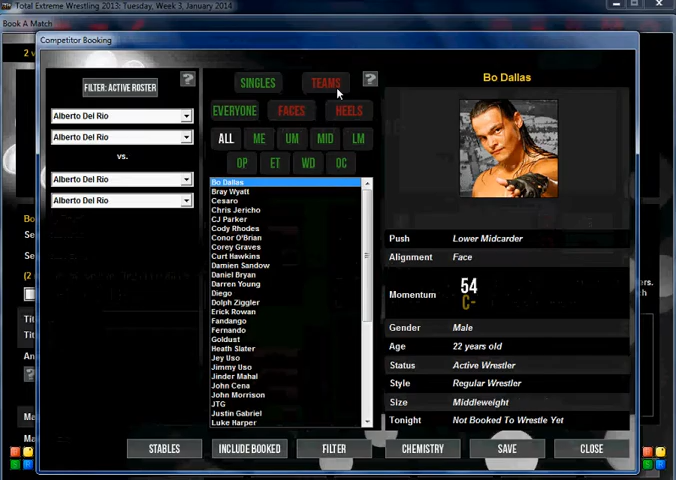 Total Extreme Wrestling 2013: Tuesday, Week 3, January 2014
Book A Match
Competitor Booking
FILTER: ACTIVE ROSTER
?
Alberto Del Rio
Alberto Del Rio
vs.
Alberto Del Rio
Alberto Del Rio
SINGLES TEAMS ?
EVERYONE FACES HEELS
ALL ME UM MID LM
OP ET WD OC
Bo Dallas
Bray Wyatt
Cesaro
Chris Jericho
CJ Parker
Cody Rhodes
Conor O'Brian
Corey Graves
Curt Hawkins
Damien Sandow
Daniel Bryan
Darren Young
Diego
Dolph Ziggler
Erick Rowan
Fandango
Fernando
Goldust
Heath Slater
Jey Uso
Jimmy Uso
Jinder Mahal
John Cena
John Morrison
JTG
Justin Gabriel
Luke Harper
Bo Dallas
Push Lower Midcarder
Alignment Face
Momentum 54 C-
Gender Male
Age 22 years old
Status Active Wrestler
Style Regular Wrestler
Size Middleweight
Tonight Not Booked To Wrestle Yet
STABLES INCLUDE BOOKED FILTER CHEMISTRY SAVE CLOSE